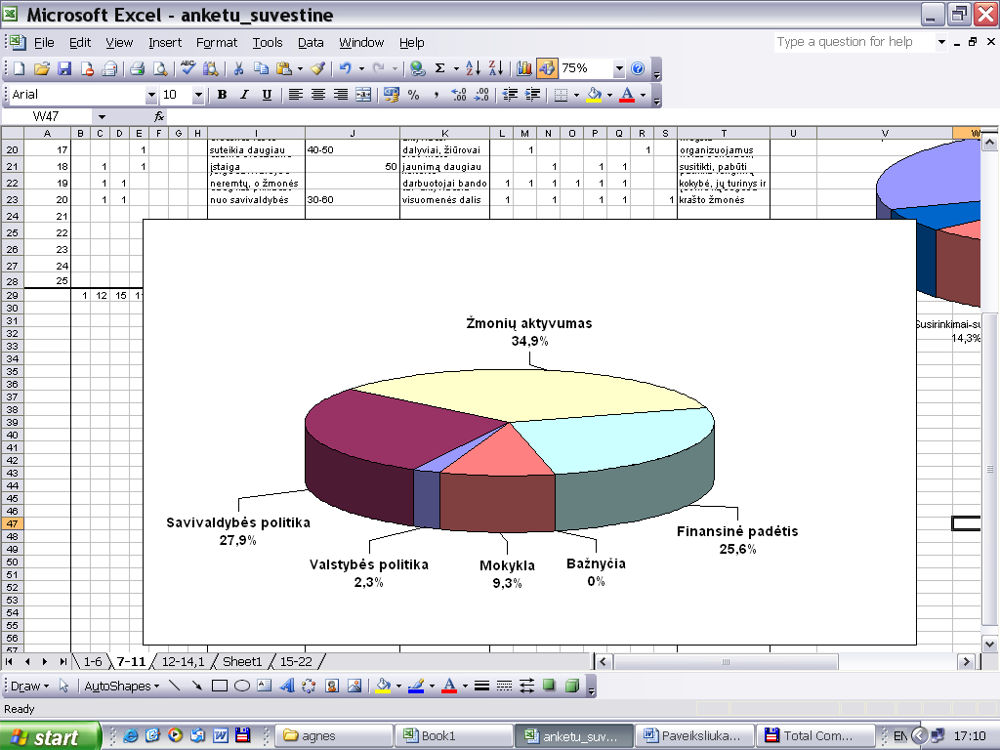 Microsoft Excel - anketu_suvestine
File Edit View Insert Format Tools Data Window Help
Type a question for help
75%
Arial 10 B I U
W47 fx
A B C D E F G H I J K L M N O P Q R S T U V
20 17 1 suteikia daugiau 40-50 dalyviai, žiūrovai 1 1 organizuojamus
21 18 1 1 įstaiga 50 jaunimą daugiau 1 1 1 susitikti, pabūti
22 19 1 1 neremtų, o žmonės darbuotojai bando 1 1 1 1 1 1 kokybė, jų turinys ir
23 20 1 1 nuo savivaldybės 30-60 visuomenės dalis 1 1 1 1 1 krašto žmonės
24 21
25 22
26 23
27 24
28 25
29 1 12 15
30
31
32
33
34
35
36
37
38
39
40
41
42
43
44
45
46
47
48
49
50
51
52
53
54
55
56
57
Žmonių aktyvumas
34,9%
Savivaldybės politika
27,9%
Valstybės politika
2,3%
Mokykla
9,3%
Bažnyčia
0%
Finansinė padėtis
25,6%
14,3%
1-6 7-11 12-14,1 Sheet1 15-22
Draw AutoShapes
Ready
start agnes Book1 anketu_suv... Paveiksliuka... Total Com... EN 17:10